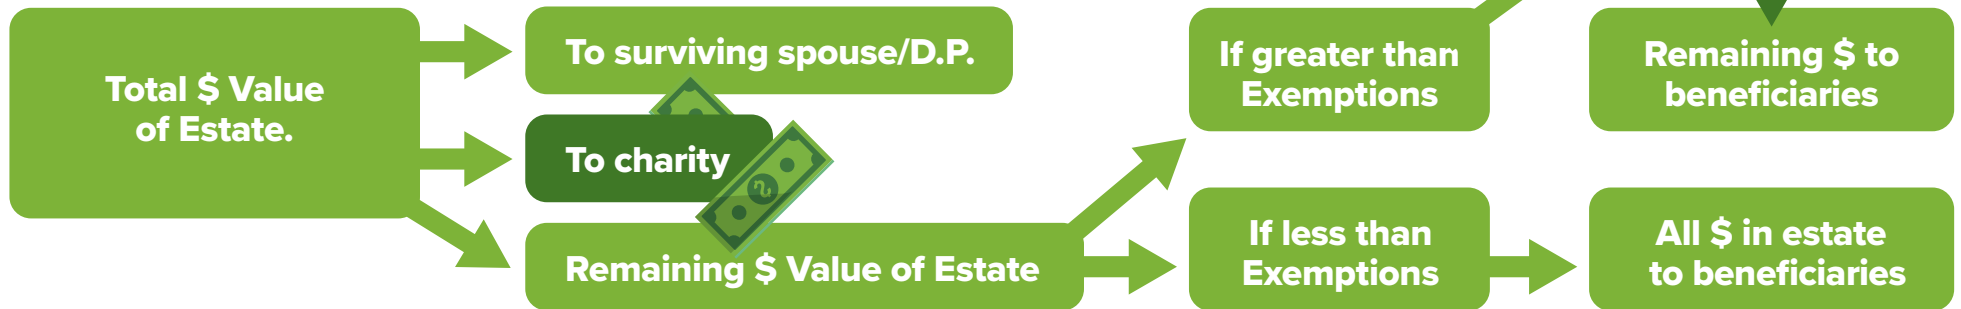 Total $ Value
of Estate.
To surviving spouse/D.P.
To charity
Remaining $ Value of Estate
If greater than
Exemptions
If less than
Exemptions
Remaining $ to
beneficiaries
All $ in estate
to beneficiaries